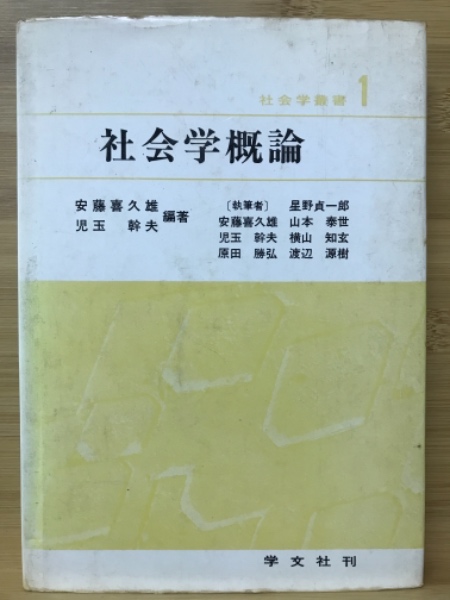 社会学叢書 1
社会学概論
安藤喜久雄
児玉 幹夫
編著
〔執筆者〕 星野貞一郎
安藤喜久雄 山本 泰世
児玉 幹夫 横山 知玄
原田 勝弘 渡辺 源樹
学文社刊